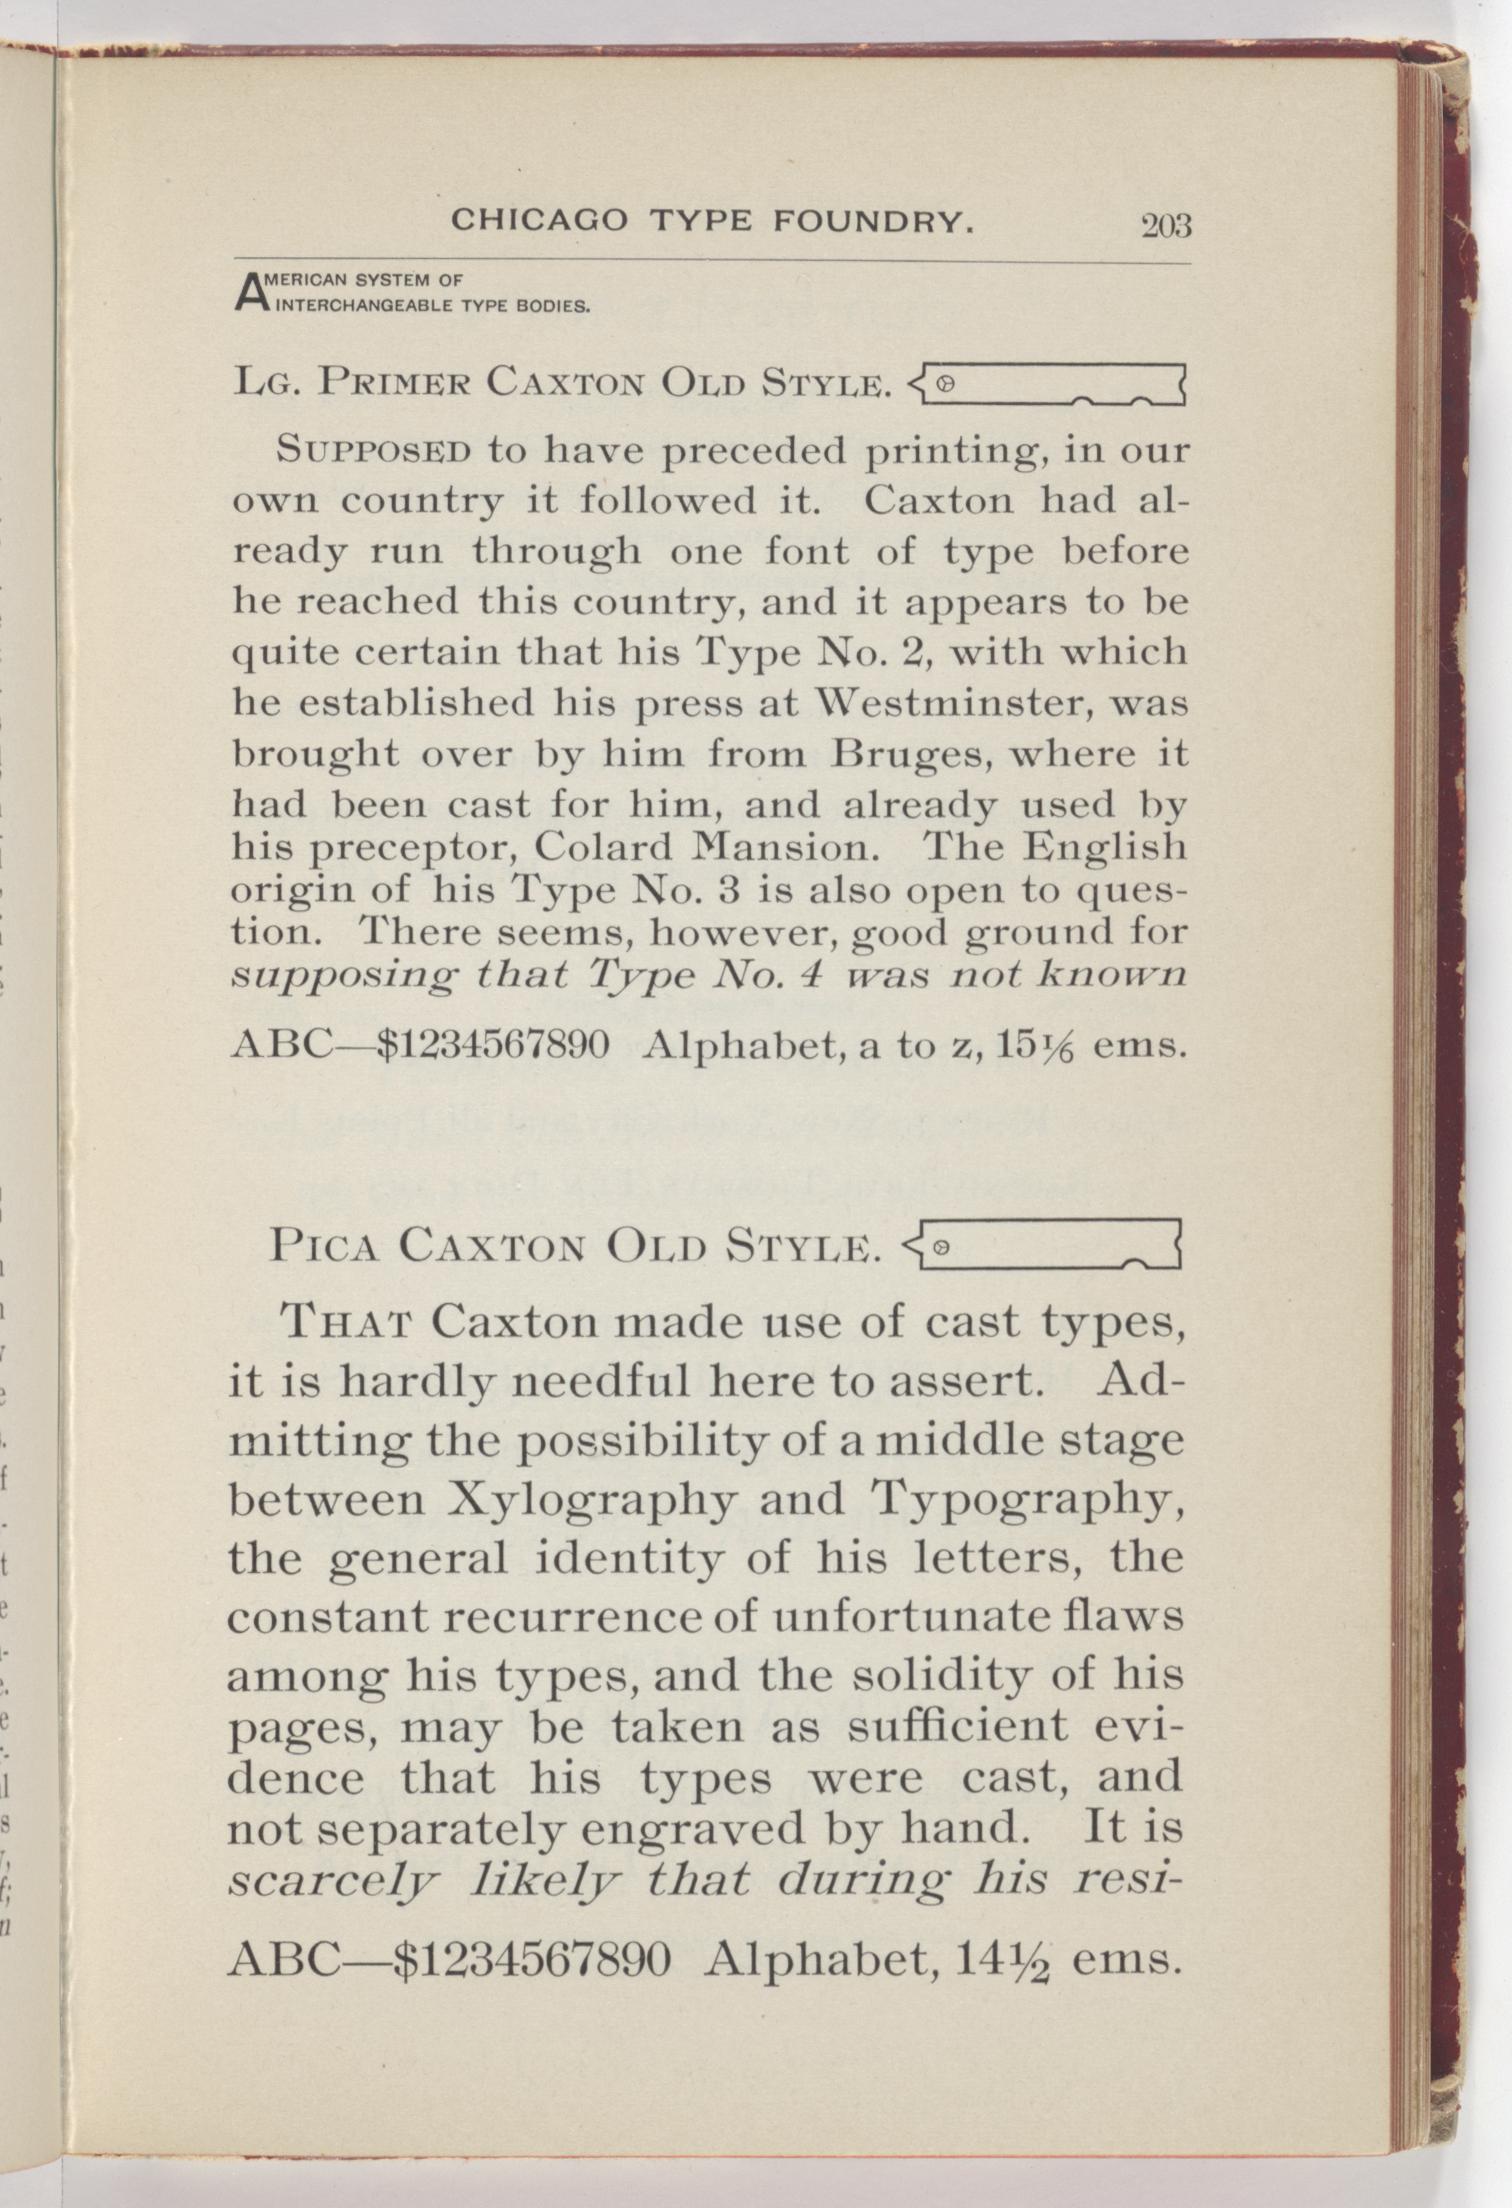 CHICAGO TYPE FOUNDRY. 203
AMERICAN SYSTEM OF
INTERCHANGEABLE TYPE BODIES.
LG. PRIMER CAXTON OLD STYLE.
SUPPOSED to have preceded printing, in our
own country it followed it. Caxton had al-
ready run through one font of type before
he reached this country, and it appears to be
quite certain that his Type No. 2, with which
he established his press at Westminster, was
brought over by him from Bruges, where it
had been cast for him, and already used by
his preceptor, Colard Mansion. The English
origin of his Type No. 3 is also open to ques-
tion. There seems, however, good ground for
supposing that Type No. 4 was not known
ABC—$1234567890 Alphabet, a to z, 15⅙ ems.
PICA CAXTON OLD STYLE.
THAT Caxton made use of cast types,
it is hardly needful here to assert. Ad-
mitting the possibility of a middle stage
between Xylography and Typography,
the general identity of his letters, the
constant recurrence of unfortunate flaws
among his types, and the solidity of his
pages, may be taken as sufficient evi-
dence that his types were cast, and
not separately engraved by hand. It is
scarcely likely that during his resi-
ABC—$1234567890 Alphabet, 14½ ems.